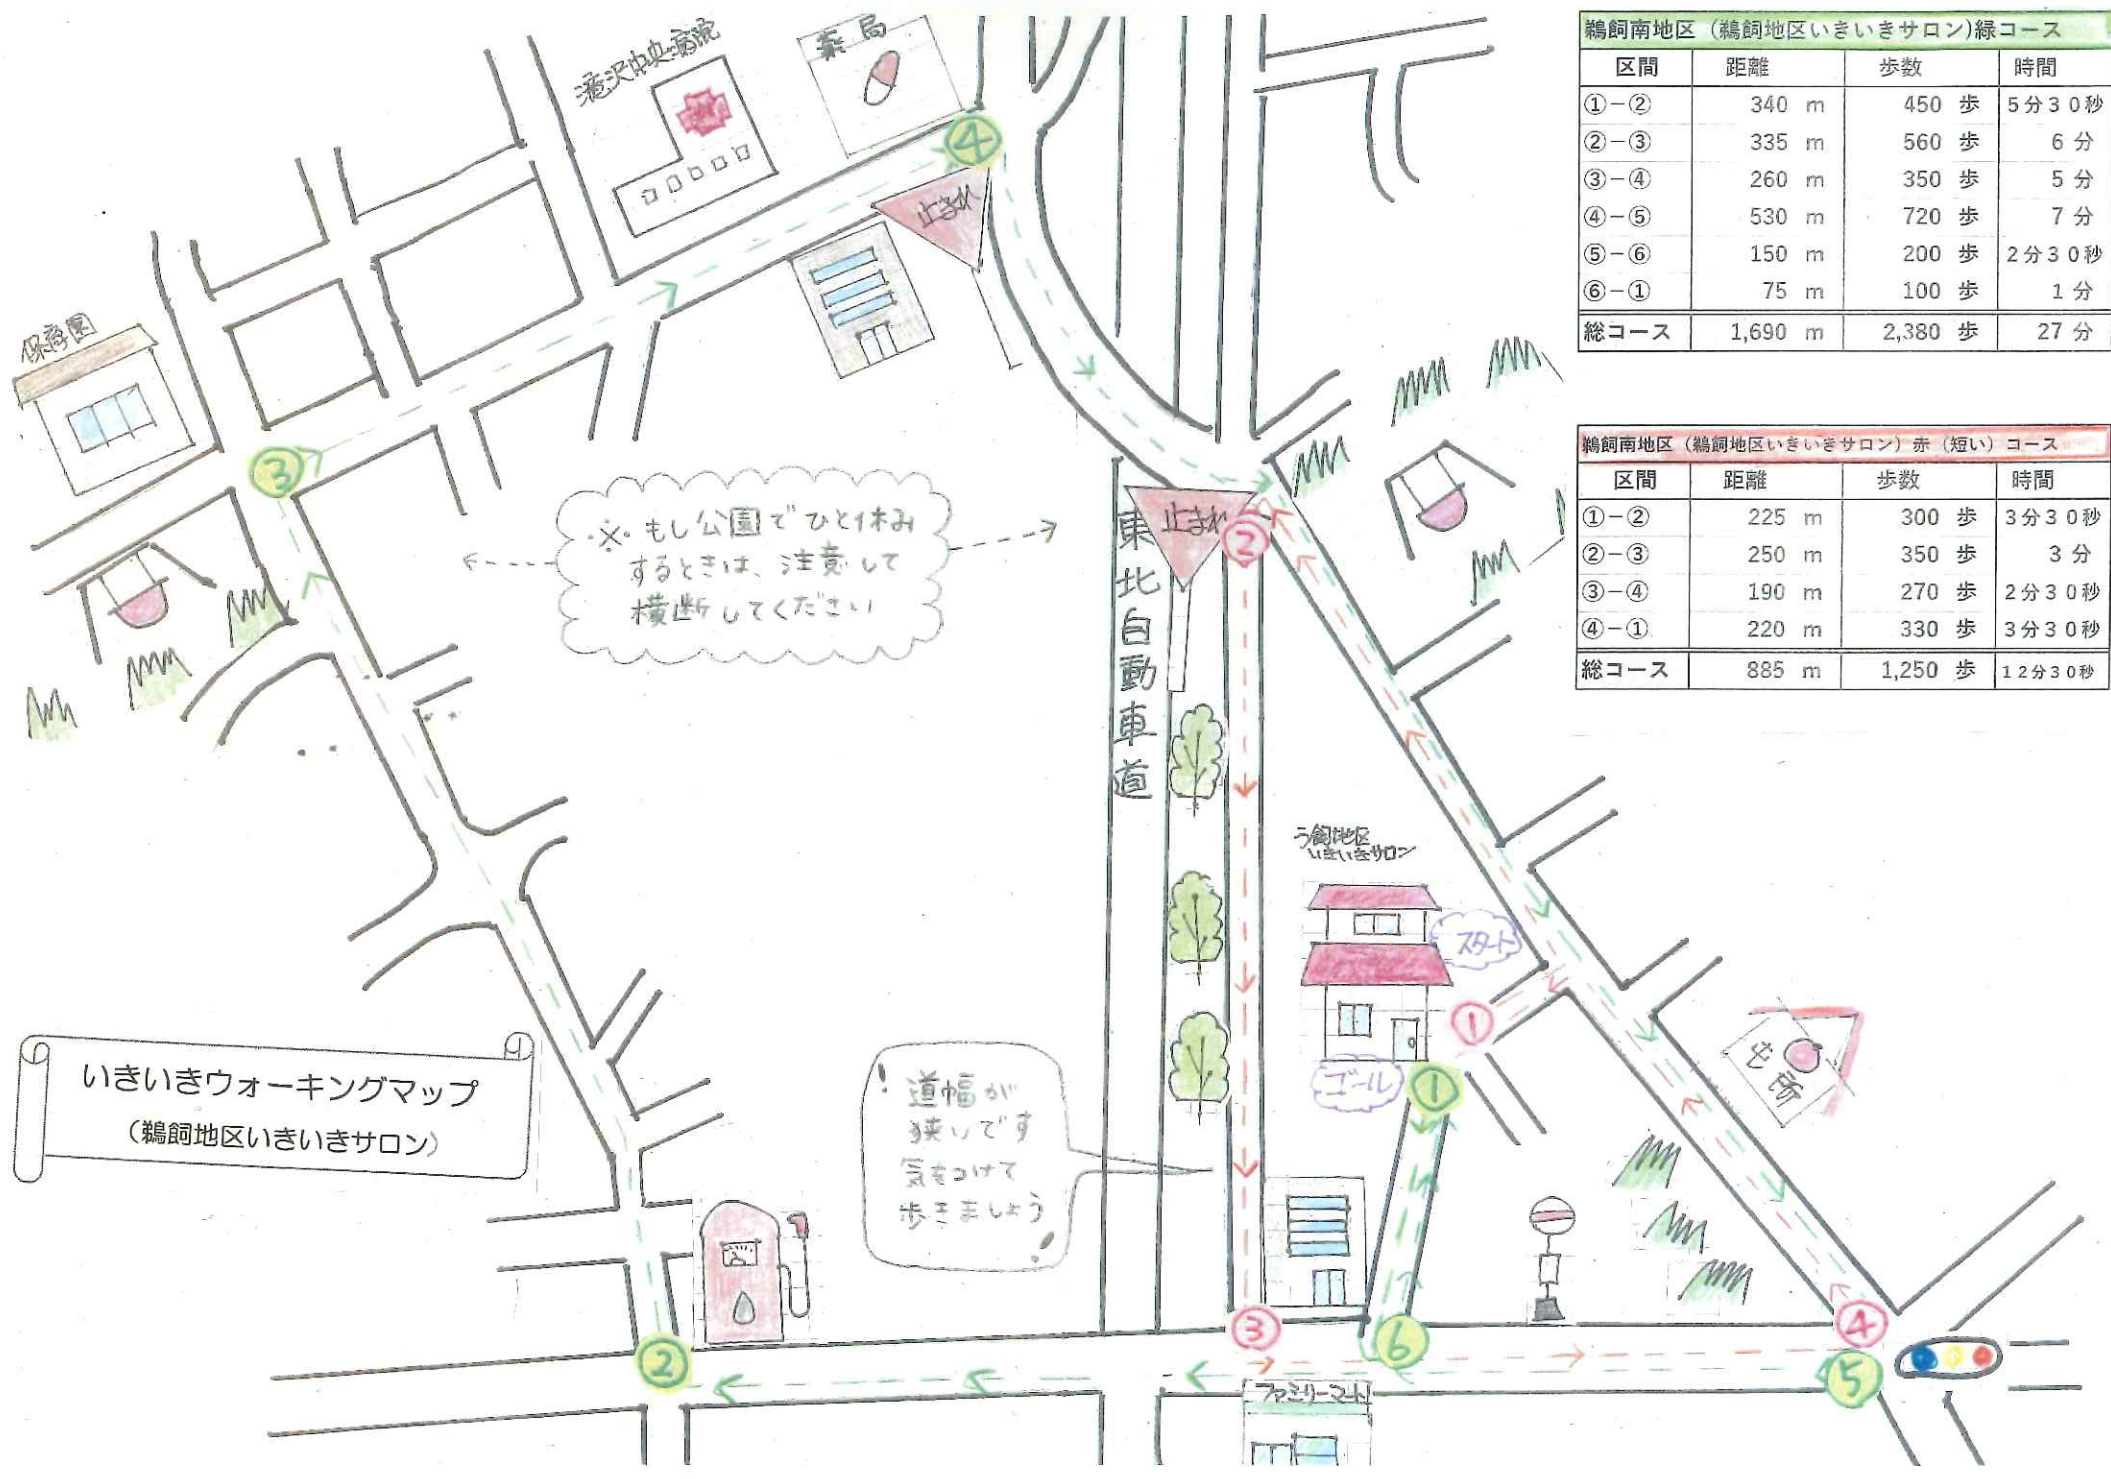 滝沢中央病院
薬局
④
止まれ
保育園
③
※もし公園でひと休み
するときは、注意して
横断してください
東北自動車道
止まれ
②
う飼地区
いきいきサロン
スタート
①
ゴール
①
屯所
いきいきウォーキングマップ
(鵜飼地区いきいきサロン)
! 道幅が
狭いです
気をつけて
歩きましょう
!
②
③
⑥
④
⑤
ファミリーマート
鵜飼南地区 (鵜飼地区いきいきサロン)緑コース
区間 距離 歩数 時間
①-② 340 m 450 歩 5分30秒
②-③ 335 m 560 歩 6 分
③-④ 260 m 350 歩 5 分
④-⑤ 530 m 720 歩 7 分
⑤-⑥ 150 m 200 歩 2分30秒
⑥-① 75 m 100 歩 1 分
総コース 1,690 m 2,380 歩 27 分
鵜飼南地区 (鵜飼地区いきいきサロン) 赤 (短い) コース
区間 距離 歩数 時間
①-② 225 m 300 歩 3分30秒
②-③ 250 m 350 歩 3 分
③-④ 190 m 270 歩 2分30秒
④-① 220 m 330 歩 3分30秒
総コース 885 m 1,250 歩 12分30秒